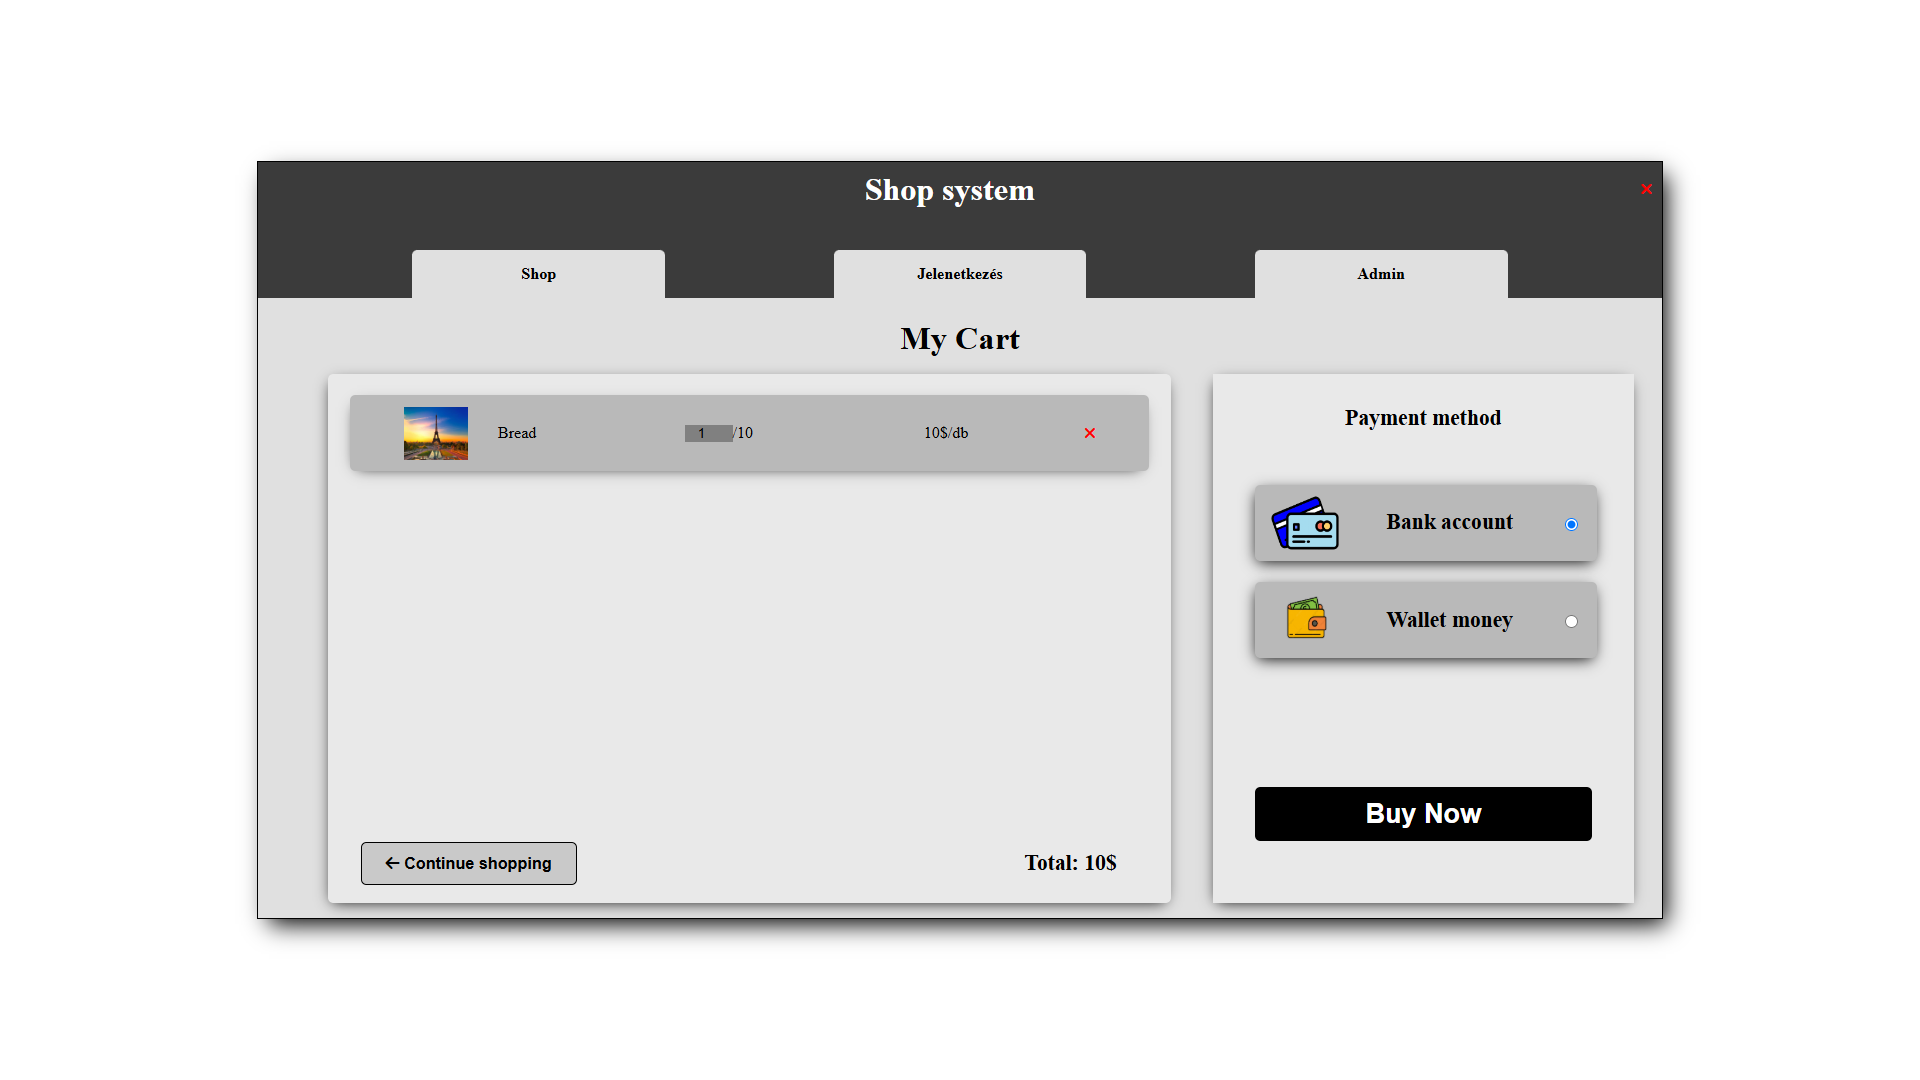 Shop system
Shop
Jelenetkezés
Admin
My Cart
Bread
1/10
10$/db
Payment method
Bank account
Wallet money
Buy Now
Continue shopping
Total: 10$